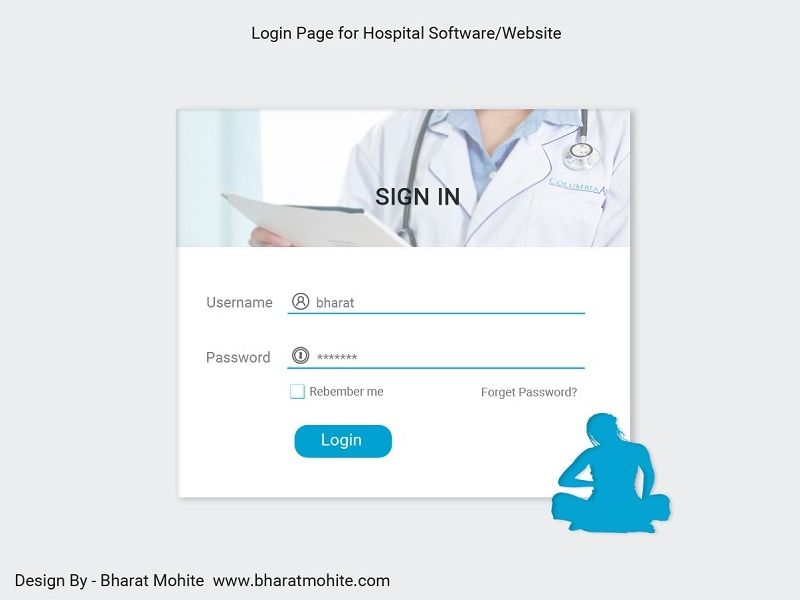 Login Page for Hospital Software/Website
COLUMBIAA
SIGN IN
Username bharat
Password *******
Rebember me Forget Password?
Login
Design By - Bharat Mohite www.bharatmohite.com